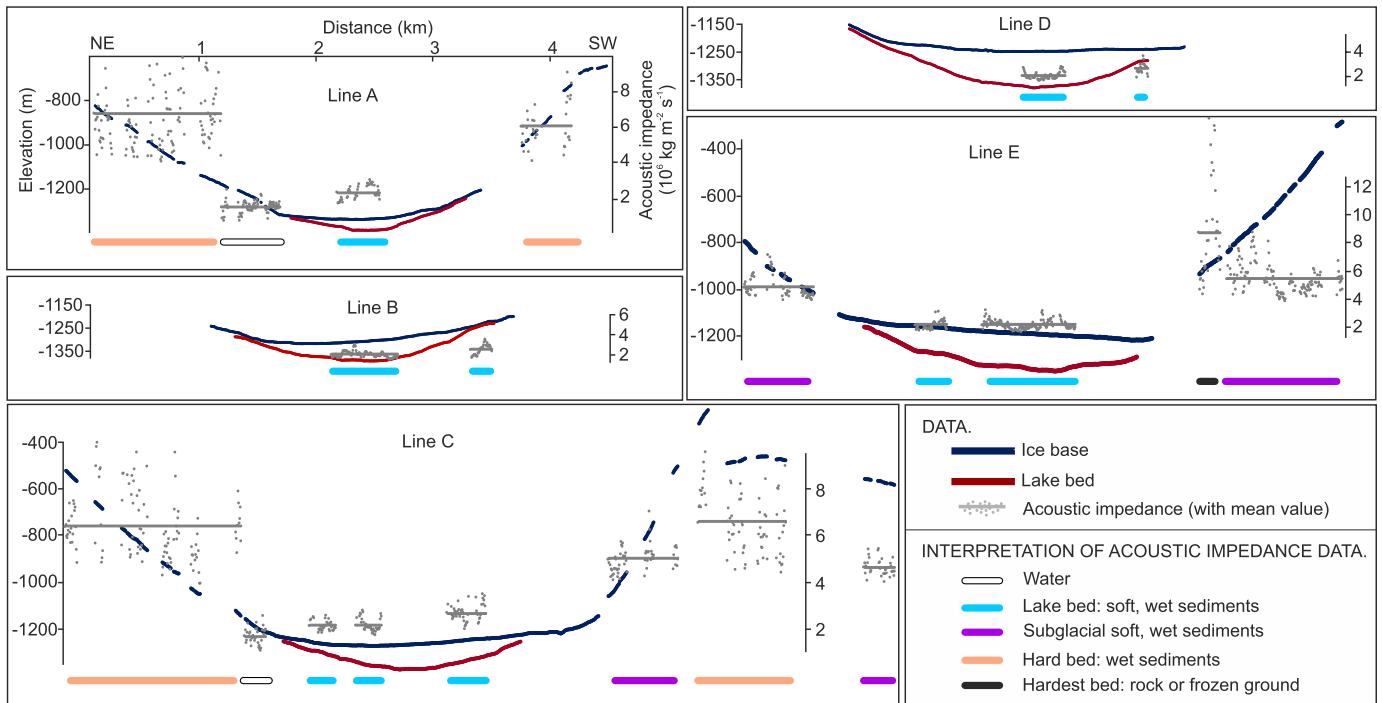 Distance (km)
NE
1
2
3
4
SW
Line A
Elevation (m)
-800
-1000
-1200
8
6
4
2
Acoustic impedance
(10⁶ kg m⁻² s⁻¹)
Line B
-1150
-1250
-1350
6
4
2
Line C
-400
-600
-800
-1000
-1200
8
6
4
2
Line D
-1150
-1250
-1350
4
2
Line E
-400
-600
-800
-1000
-1200
12
10
8
6
4
2
DATA.
Ice base
Lake bed
Acoustic impedance (with mean value)
INTERPRETATION OF ACOUSTIC IMPEDANCE DATA.
Water
Lake bed: soft, wet sediments
Subglacial soft, wet sediments
Hard bed: wet sediments
Hardest bed: rock or frozen ground